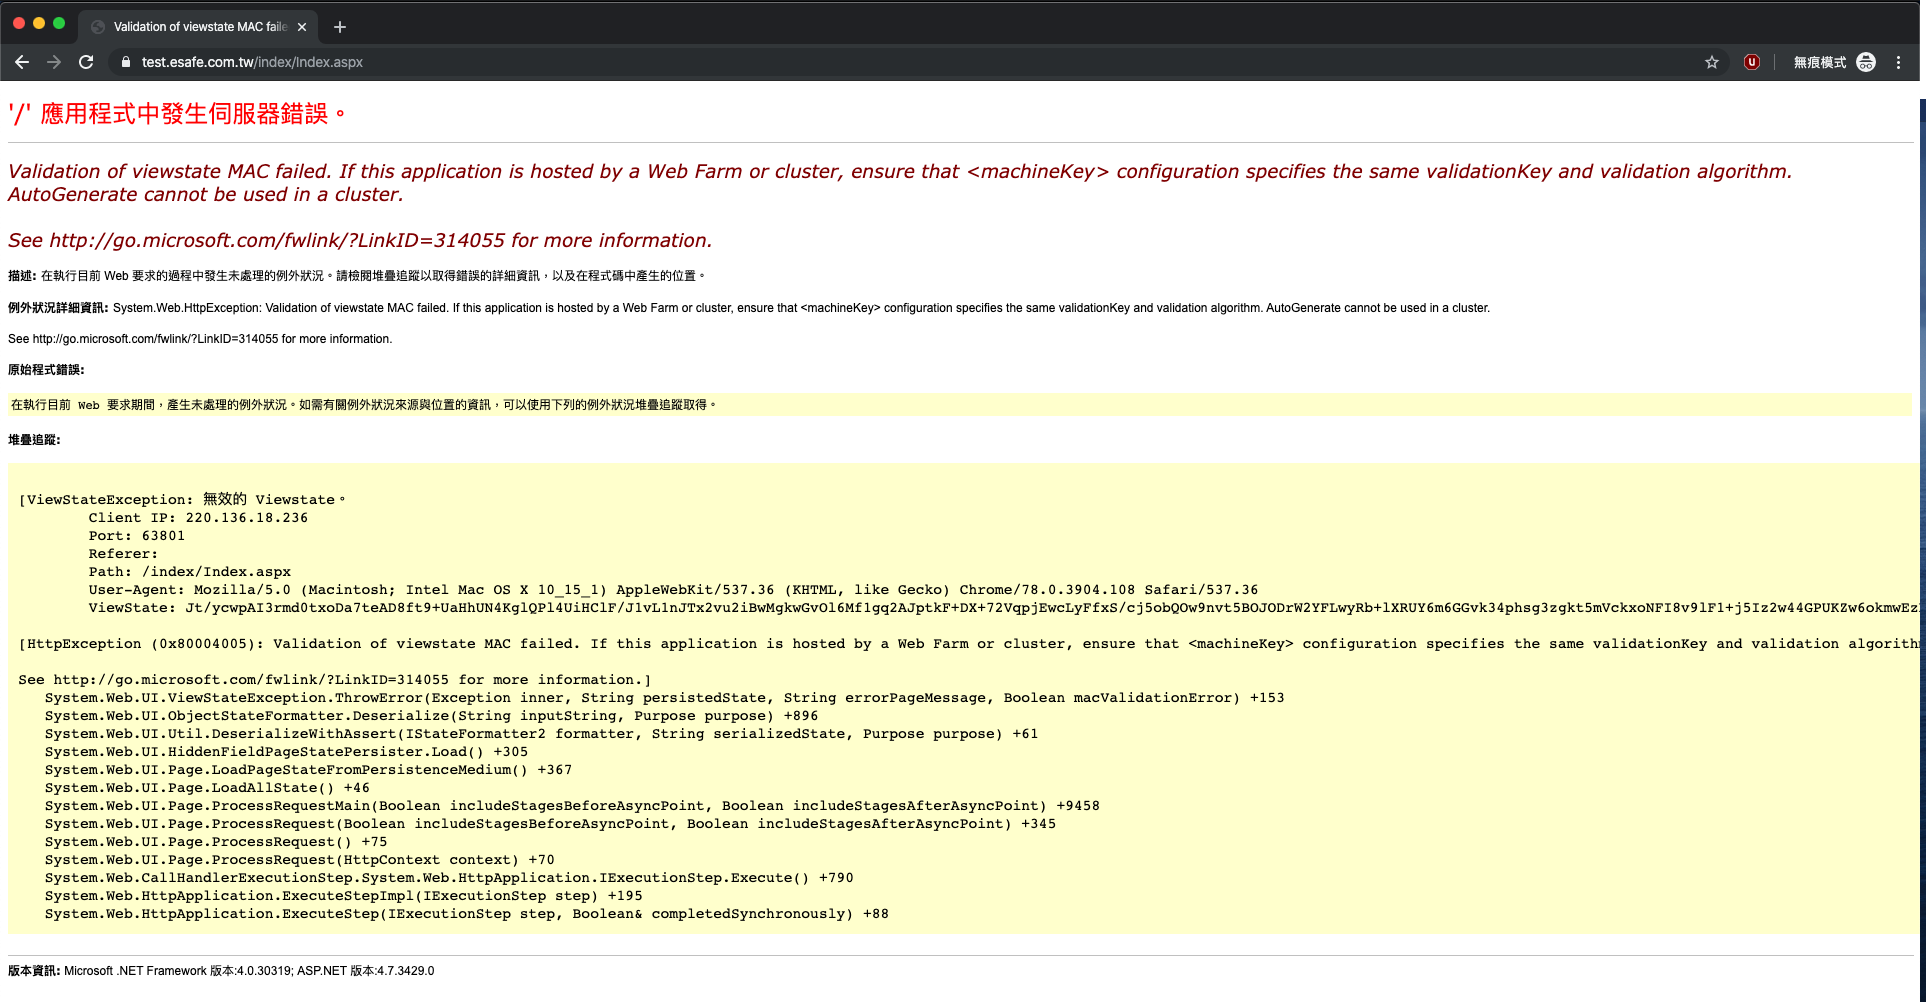 Validation of viewstate MAC faile
test.esafe.com.tw/index/Index.aspx
無痕模式
'/' 應用程式中發生伺服器錯誤。
Validation of viewstate MAC failed. If this application is hosted by a Web Farm or cluster, ensure that <machineKey> configuration specifies the same validationKey and validation algorithm.
AutoGenerate cannot be used in a cluster.
See http://go.microsoft.com/fwlink/?LinkID=314055 for more information.
描述: 在執行目前 Web 要求的過程中發生未處理的例外狀況。請檢閱堆疊追蹤以取得錯誤的詳細資訊，以及在程式碼中產生的位置。
例外狀況詳細資訊: System.Web.HttpException: Validation of viewstate MAC failed. If this application is hosted by a Web Farm or cluster, ensure that <machineKey> configuration specifies the same validationKey and validation algorithm. AutoGenerate cannot be used in a cluster.
See http://go.microsoft.com/fwlink/?LinkID=314055 for more information.
原始程式錯誤:
在執行目前 Web 要求期間，產生未處理的例外狀況。如需有關例外狀況來源與位置的資訊，可以使用下列的例外狀況堆疊追蹤取得。
堆疊追蹤:
[ViewStateException: 無效的 Viewstate。
Client IP: 220.136.18.236
Port: 63801
Referer:
Path: /index/Index.aspx
User-Agent: Mozilla/5.0 (Macintosh; Intel Mac OS X 10_15_1) AppleWebKit/537.36 (KHTML, like Gecko) Chrome/78.0.3904.108 Safari/537.36
ViewState: Jt/ycwpAI3rmd0txoDa7teAD8ft9+UaHhUN4KglQPl4UiHClF/J1vL1nJTx2vu2iBwMgkwGvOl6Mf1gq2AJptkF+DX+72VqpjEwcLyFfxS/cj5obQOw9nvt5BOJODrW2YFLwyRb+lXRUY6m6GGvk34phsg3zgkt5mVckxoNFI8v9lF1+j5Iz2w44GPUKZw6okmwEz
[HttpException (0x80004005): Validation of viewstate MAC failed. If this application is hosted by a Web Farm or cluster, ensure that <machineKey> configuration specifies the same validationKey and validation algorith
See http://go.microsoft.com/fwlink/?LinkID=314055 for more information.]
System.Web.UI.ViewStateException.ThrowError(Exception inner, String persistedState, String errorPageMessage, Boolean macValidationError) +153
System.Web.UI.ObjectStateFormatter.Deserialize(String inputString, Purpose purpose) +896
System.Web.UI.Util.DeserializeWithAssert(IStateFormatter2 formatter, String serializedState, Purpose purpose) +61
System.Web.UI.HiddenFieldPageStatePersister.Load() +305
System.Web.UI.Page.LoadPageStateFromPersistenceMedium() +367
System.Web.UI.Page.LoadAllState() +46
System.Web.UI.Page.ProcessRequestMain(Boolean includeStagesBeforeAsyncPoint, Boolean includeStagesAfterAsyncPoint) +9458
System.Web.UI.Page.ProcessRequest(Boolean includeStagesBeforeAsyncPoint, Boolean includeStagesAfterAsyncPoint) +345
System.Web.UI.Page.ProcessRequest() +75
System.Web.UI.Page.ProcessRequest(HttpContext context) +70
System.Web.CallHandlerExecutionStep.System.Web.HttpApplication.IExecutionStep.Execute() +790
System.Web.HttpApplication.ExecuteStepImpl(IExecutionStep step) +195
System.Web.HttpApplication.ExecuteStep(IExecutionStep step, Boolean& completedSynchronously) +88
版本資訊: Microsoft .NET Framework 版本:4.0.30319; ASP.NET 版本:4.7.3429.0